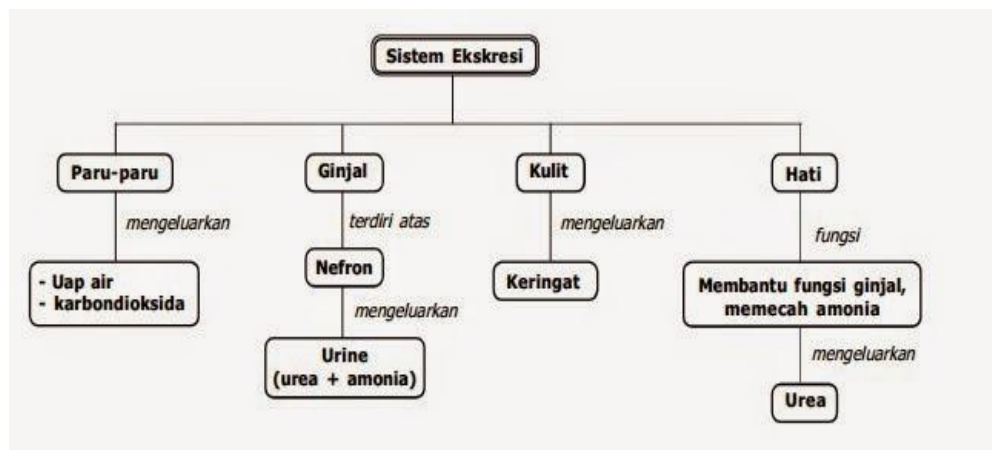 Sistem Ekskresi
Paru-paru
Ginjal
Kulit
Hati
mengeluarkan
terdiri atas
mengeluarkan
fungsi
- Uap air
- karbondioksida
Nefron
Keringat
Membantu fungsi ginjal,
memecah amonia
mengeluarkan
Urine
(urea + amonia)
mengeluarkan
Urea